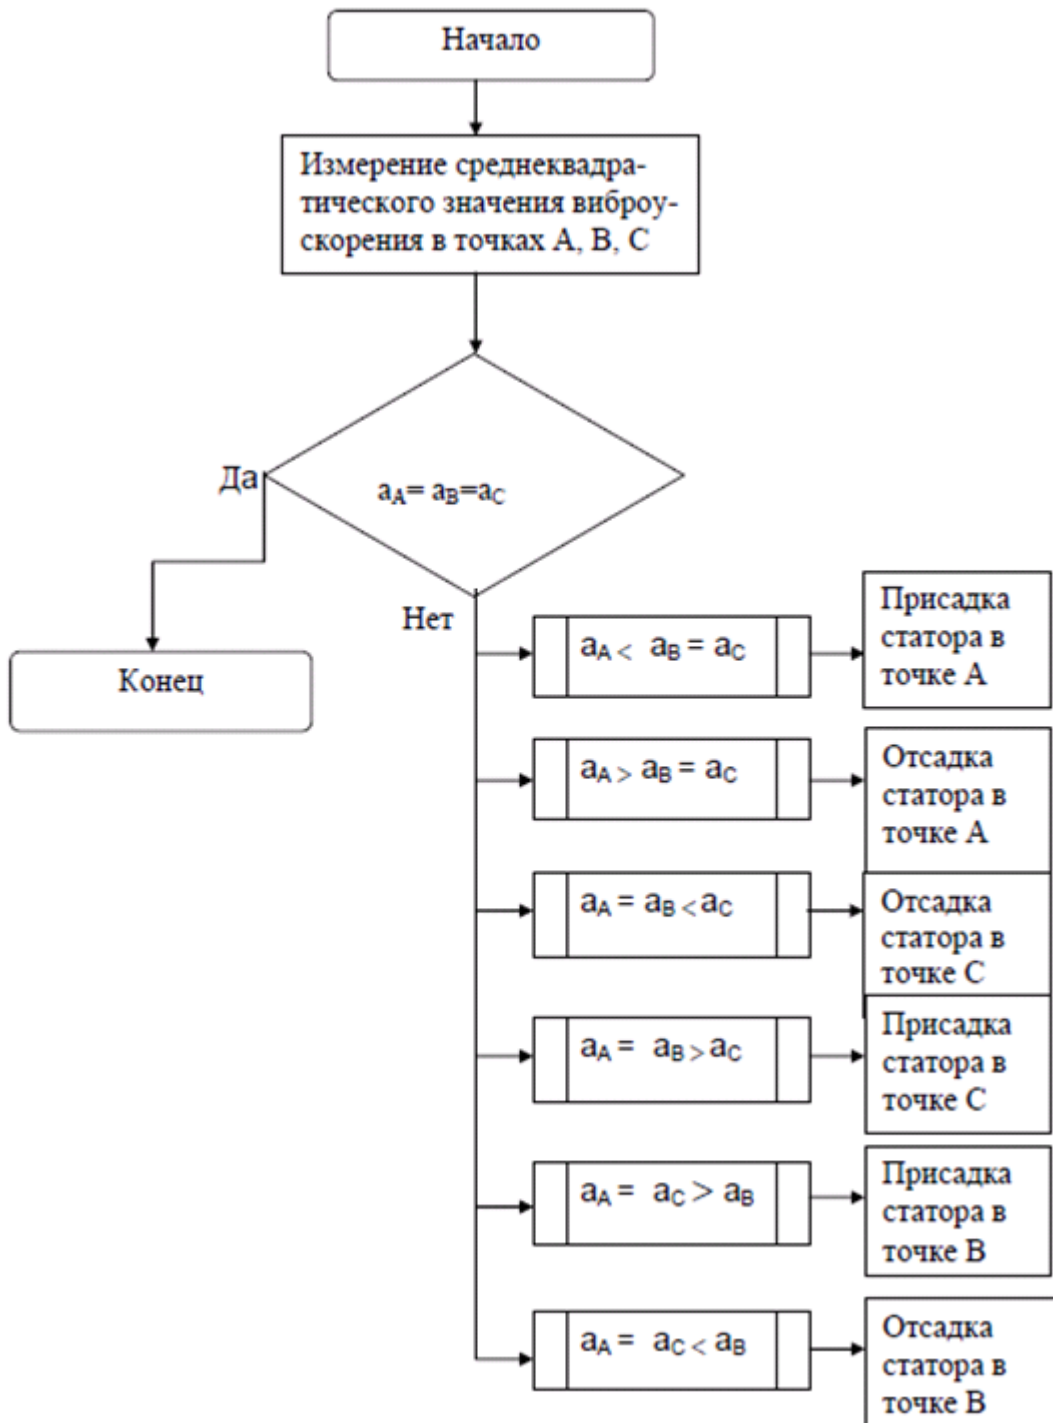 Начало
Измерение среднеквадра-
тического значения виброу-
скорения в точках А, В, С
Да
aA= aB=aC
Нет
Конец
aA < aB = aC
Присадка
статора в
точке А
aA > aB = aC
Отсадка
статора в
точке А
aA = aB < aC
Отсадка
статора в
точке С
aA = aB > aC
Присадка
статора в
точке С
aA = aC > aB
Присадка
статора в
точке В
aA = aC < aB
Отсадка
статора в
точке В